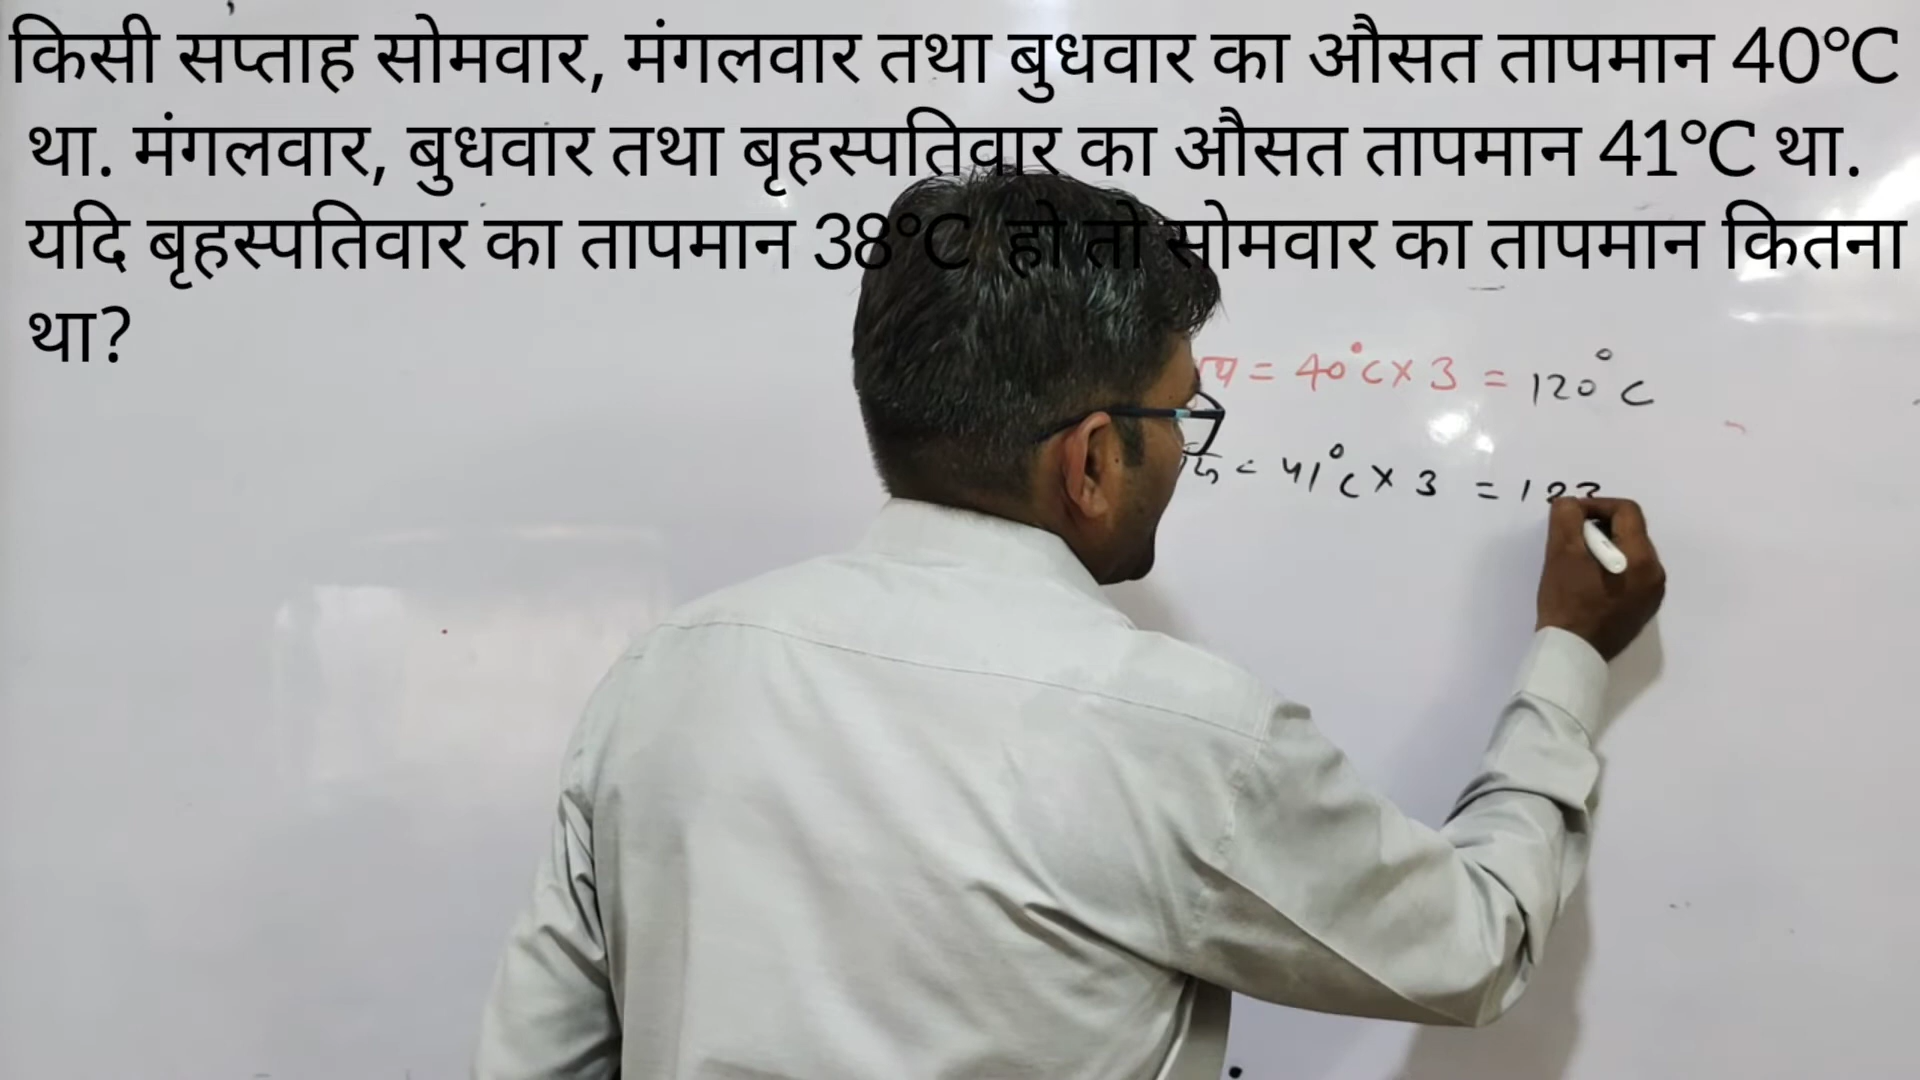 किसी सप्ताह सोमवार, मंगलवार तथा बुधवार का औसत तापमान 40°C
था. मंगलवार, बुधवार तथा बृहस्पतिवार का औसत तापमान 41°C था.
यदि बृहस्पतिवार का तापमान 38°C हो तो सोमवार का तापमान कितना
था?
= 40°C × 3 = 120°C
= 41°C × 3 = 123